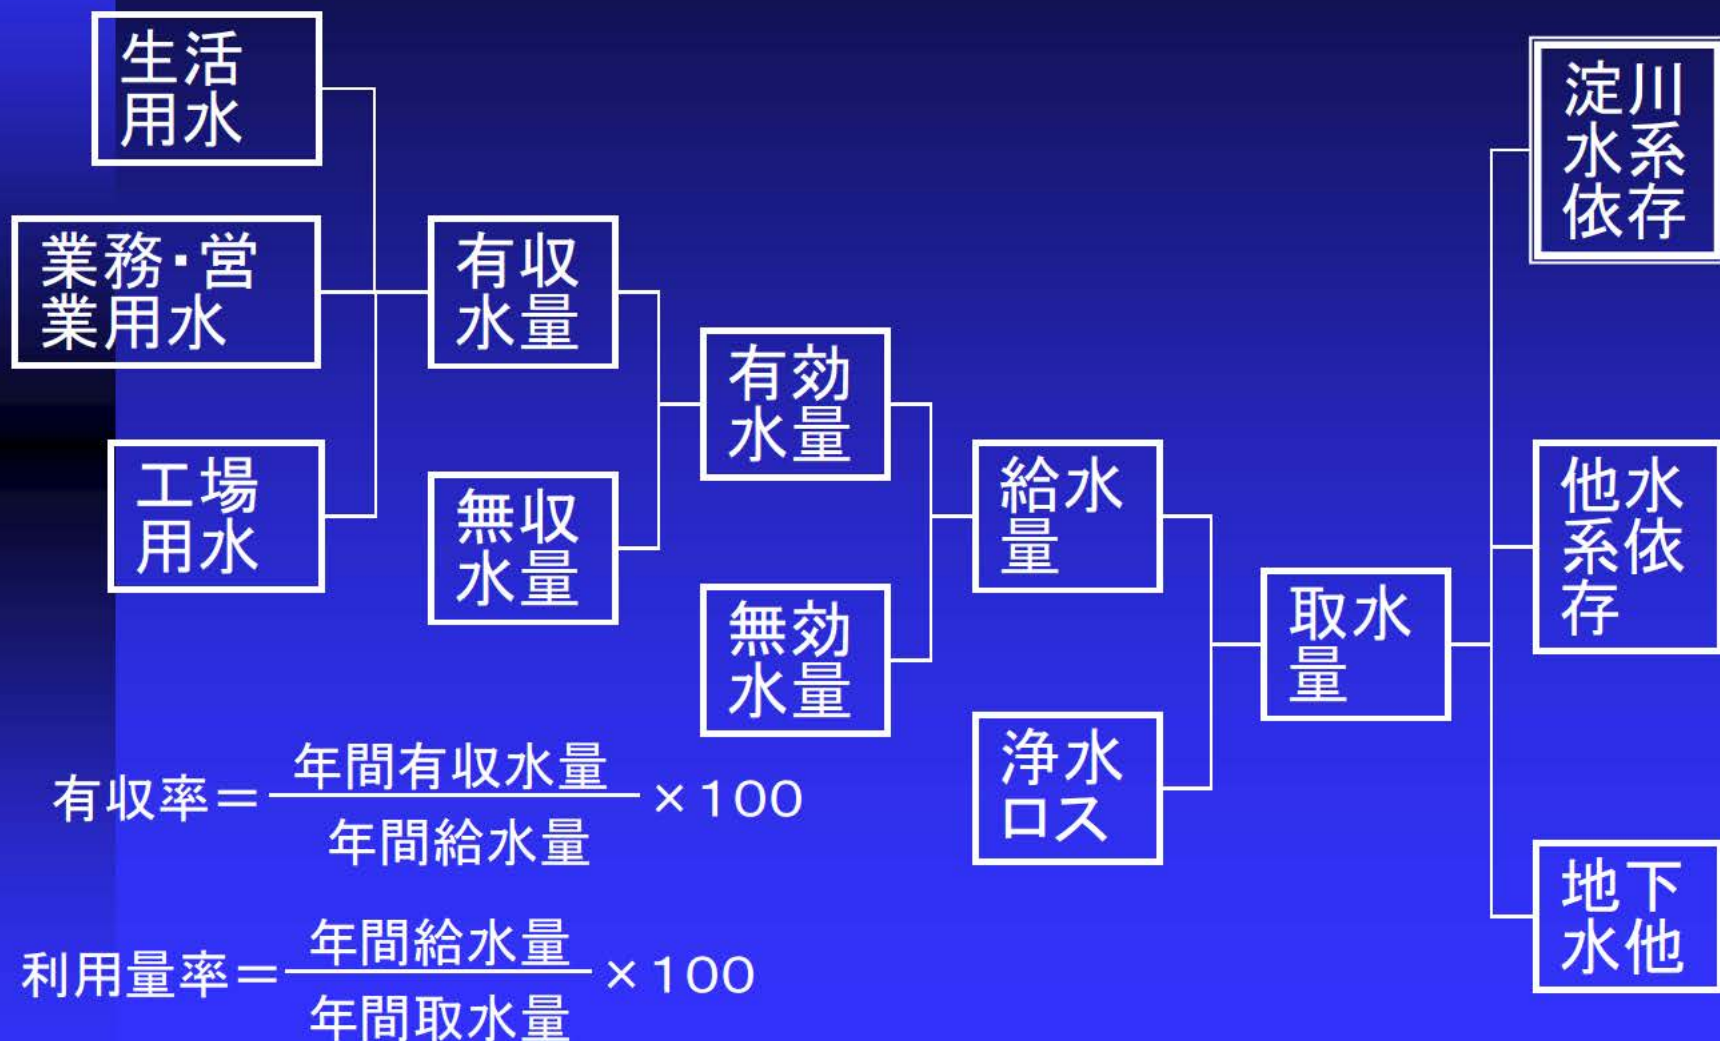 生活
用水
業務・営
業用水
工場
用水
有収
水量
無収
水量
有効
水量
無効
水量
給水
量
浄水
ロス
取水
量
淀川
水系
依存
他水
系依
存
地下
水他
有収率＝年間有収水量/年間給水量×100
利用量率＝年間給水量/年間取水量×100